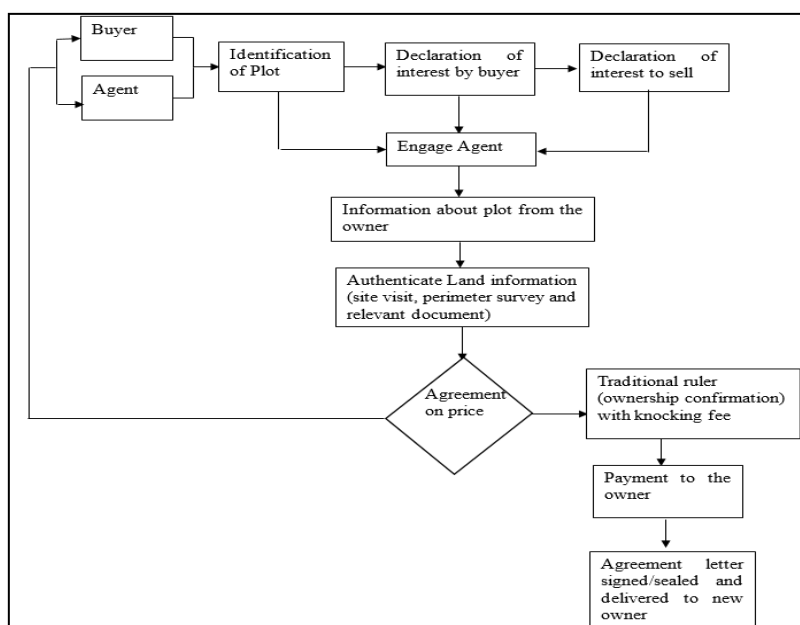 Buyer
Agent
Identification
of Plot
Declaration of
interest by buyer
Declaration of
interest to sell
Engage Agent
Information about plot from the
owner
Authenticate Land information
(site visit, perimeter survey and
relevant document)
Agreement
on price
Traditional ruler
(ownership confirmation)
with knocking fee
Payment to the
owner
Agreement letter
signed/sealed and
delivered to new
owner